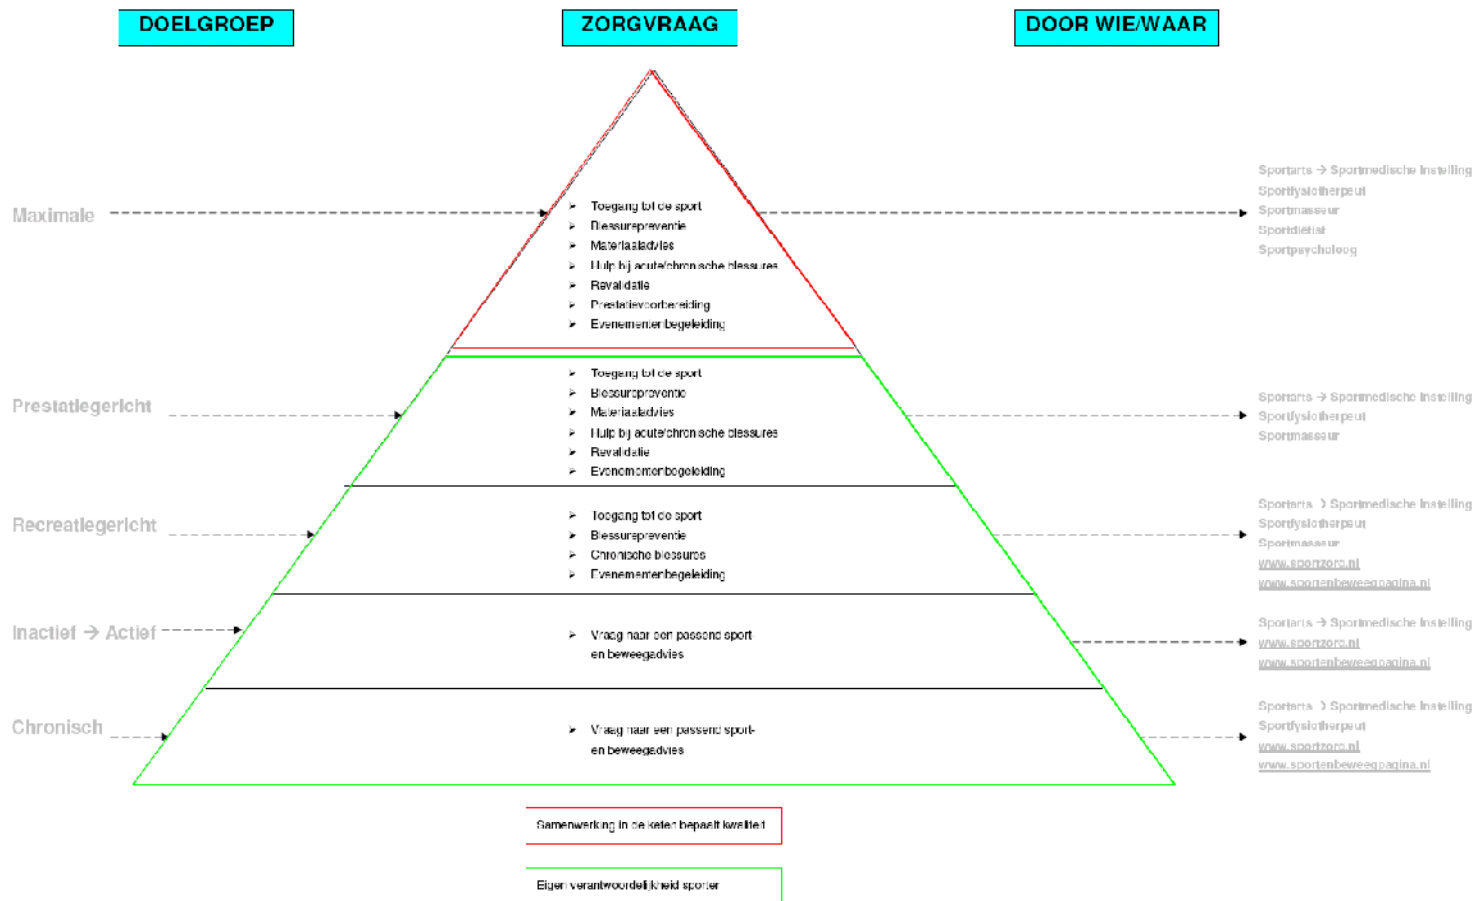 DOELGROEP
ZORGVRAAG
DOOR WIE/WAAR
Maximale
➢ Toegang tot de sport
➢ Blessurepreventie
➢ Materiaaladvies
➢ Hulp bij acute/chronische blessures
➢ Revalidatie
➢ Prestatievoorbereiding
➢ Evenementenbegeleiding
Sportarts → Sportmedische Instelling
Sportfysiotherpeut
Sportmasseur
Sportdiëtist
Sportpsycholoog
Prestatiegericht
➢ Toegang tot de sport
➢ Blessurepreventie
➢ Materiaaladvies
➢ Hulp bij acute/chronische blessures
➢ Revalidatie
➢ Evenementenbegeleiding
Sportarts → Sportmedische Instelling
Sportfysiotherpeut
Sportmasseur
Recreatiegericht
➢ Toegang tot de sport
➢ Blessurepreventie
➢ Chronische blessures
➢ Evenementenbegeleiding
Sportarts → Sportmedische Instelling
Sportfysiotherpeut
Sportmasseur
www.sportzorg.nl
www.sportenbeweegpagina.nl
Inactief → Actief
➢ Vraag naar een passend sport
en beweegadvies
Sportarts → Sportmedische Instelling
www.sportzorg.nl
www.sportenbeweegpagina.nl
Chronisch
➢ Vraag naar een passend sport-
en beweegadvies
Sportarts → Sportmedische Instelling
Sportfysiotherpeut
www.sportzorg.nl
www.sportenbeweegpagina.nl
Samenwerking in de keten bepaalt kwaliteit
Eigen verantwoordelijkheid sporter